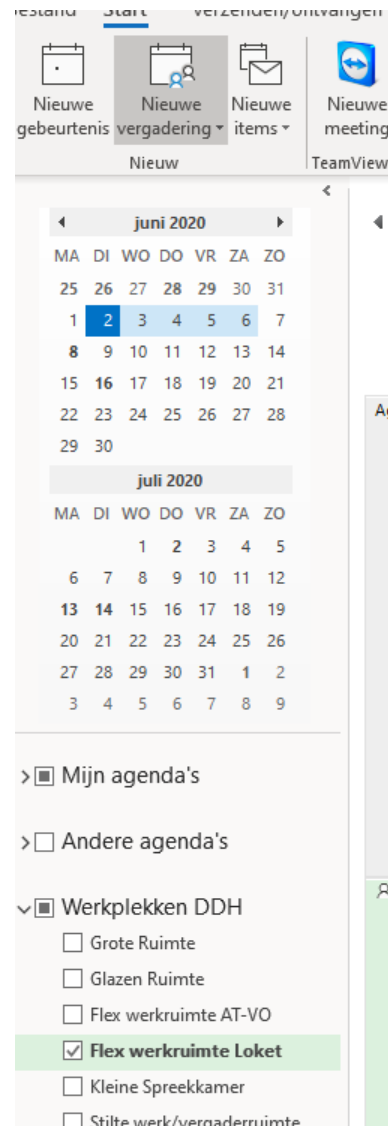 Start
Nieuwe Nieuwe Nieuwe Nieuwe
gebeurtenis vergadering items meeting
Nieuw TeamView
juni 2020
MA DI WO DO VR ZA ZO
25 26 27 28 29 30 31
1 2 3 4 5 6 7
8 9 10 11 12 13 14
15 16 17 18 19 20 21
22 23 24 25 26 27 28
29 30
juli 2020
MA DI WO DO VR ZA ZO
1 2 3 4 5
6 7 8 9 10 11 12
13 14 15 16 17 18 19
20 21 22 23 24 25 26
27 28 29 30 31 1 2
3 4 5 6 7 8 9
Mijn agenda's
Andere agenda's
Werkplekken DDH
Grote Ruimte
Glazen Ruimte
Flex werkruimte AT-VO
Flex werkruimte Loket
Kleine Spreekkamer
Stilte werk/vergaderruimte